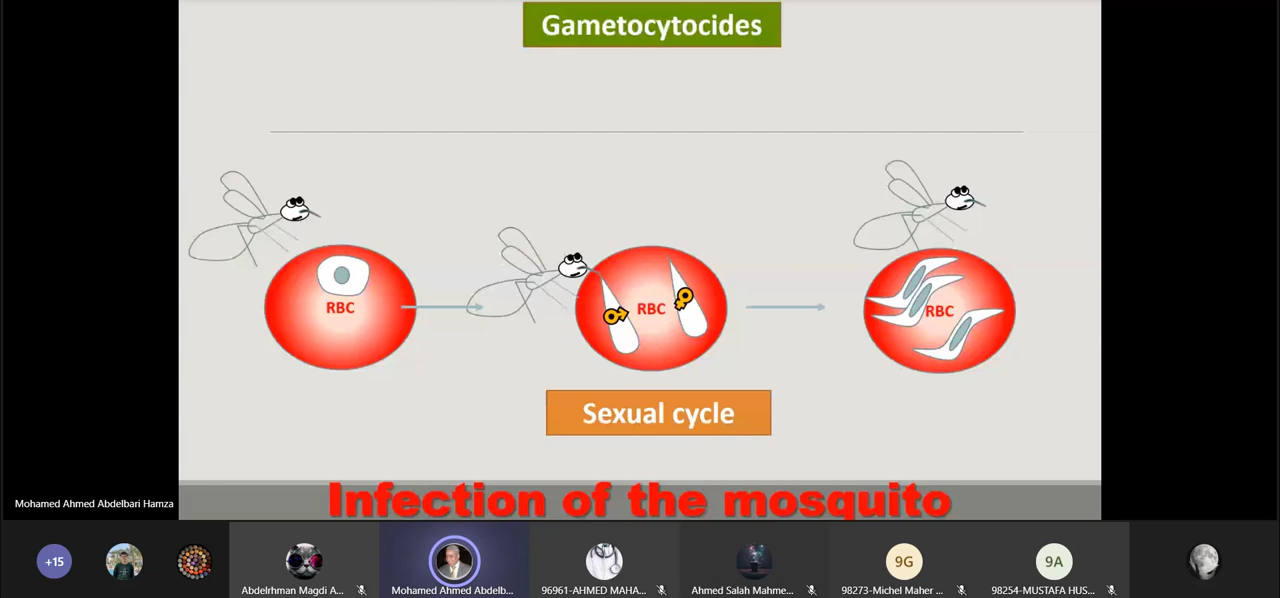 Gametocytocides
RBC
RBC
RBC
Sexual cycle
Mohamed Ahmed Abdelbari Hamza
Infection of the mosquito
+15
9G
9A
Abdelrhman Magdi A...
Mohamed Ahmed Abdelb...
96961-AHMED MAHA...
Ahmed Salah Mahme...
98273-Michel Maher ...
98254-MUSTAFA HUS...